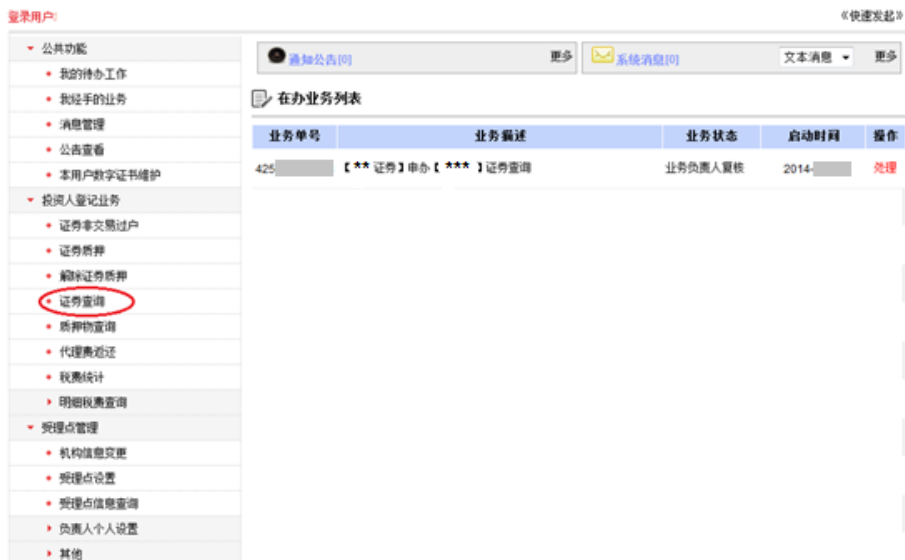 登录用户:
《快速发起》
公共功能
我的待办工作
我经手的业务
消息管理
公告查看
本用户数字证书维护
投资人登记业务
证券非交易过户
证券质押
解除证券质押
证券查询
质押物查询
代理费返还
税费统计
明细税费查询
受理点管理
机构信息变更
受理点设置
受理点信息查询
负责人个人设置
其他
通知公告[0] 更多 系统消息[0] 文本消息 更多
在办业务列表
业务单号 业务描述 业务状态 启动时间 操作
425 【** 证券】申办【 *** 】证券查询 业务负责人复核 2014- 处理